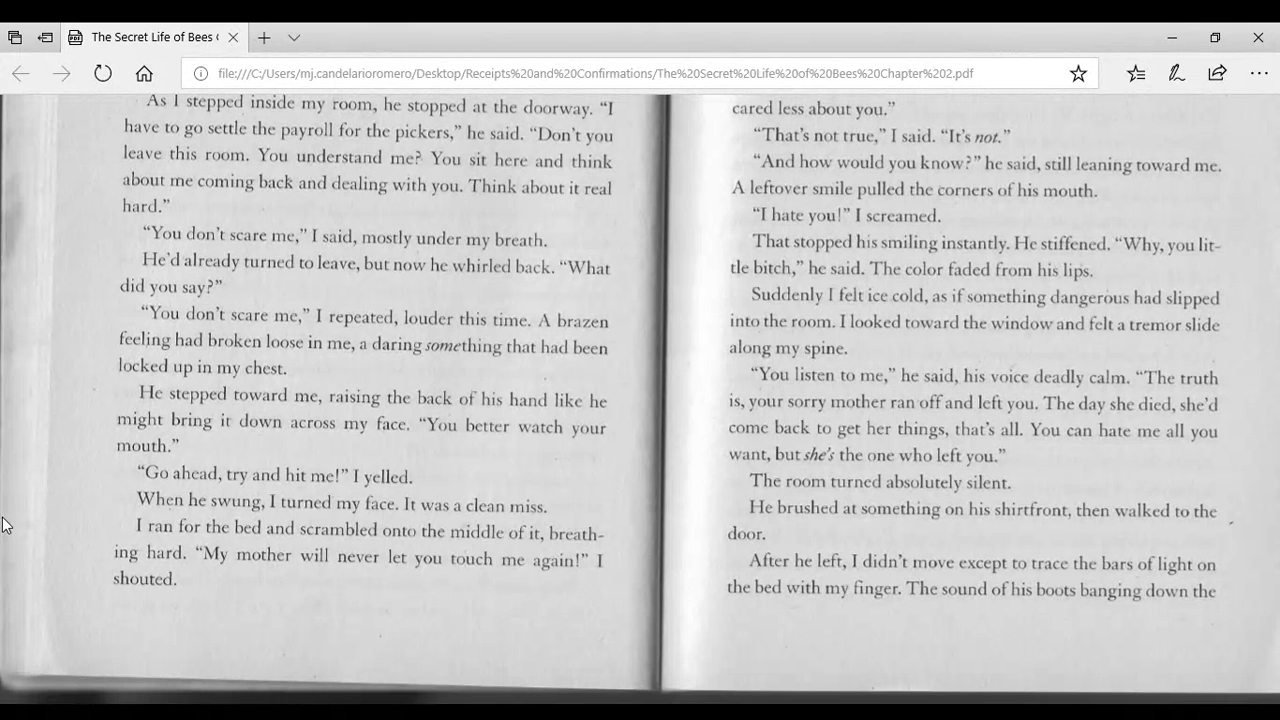 The Secret Life of Bees (
file:///C:/Users/mj.candelarioromero/Desktop/Receipts%20and%20Confirmations/The%20Secret%20Life%20of%20Bees%20Chapter%202.pdf
As I stepped inside my room, he stopped at the doorway. “I
have to go settle the payroll for the pickers,” he said. “Don’t you
leave this room. You understand me? You sit here and think
about me coming back and dealing with you. Think about it real
hard.”
“You don’t scare me,” I said, mostly under my breath.
He’d already turned to leave, but now he whirled back. “What
did you say?”
“You don’t scare me,” I repeated, louder this time. A brazen
feeling had broken loose in me, a daring something that had been
locked up in my chest.
He stepped toward me, raising the back of his hand like he
might bring it down across my face. “You better watch your
mouth.”
“Go ahead, try and hit me!” I yelled.
When he swung, I turned my face. It was a clean miss.
I ran for the bed and scrambled onto the middle of it, breath-
ing hard. “My mother will never let you touch me again!” I
shouted.
cared less about you.”
“That’s not true,” I said. “It’s not.”
“And how would you know?” he said, still leaning toward me.
A leftover smile pulled the corners of his mouth.
“I hate you!” I screamed.
That stopped his smiling instantly. He stiffened. “Why, you lit-
tle bitch,” he said. The color faded from his lips.
Suddenly I felt ice cold, as if something dangerous had slipped
into the room. I looked toward the window and felt a tremor slide
along my spine.
“You listen to me,” he said, his voice deadly calm. “The truth
is, your sorry mother ran off and left you. The day she died, she’d
come back to get her things, that’s all. You can hate me all you
want, but she’s the one who left you.”
The room turned absolutely silent.
He brushed at something on his shirtfront, then walked to the
door.
After he left, I didn’t move except to trace the bars of light on
the bed with my finger. The sound of his boots banging down the